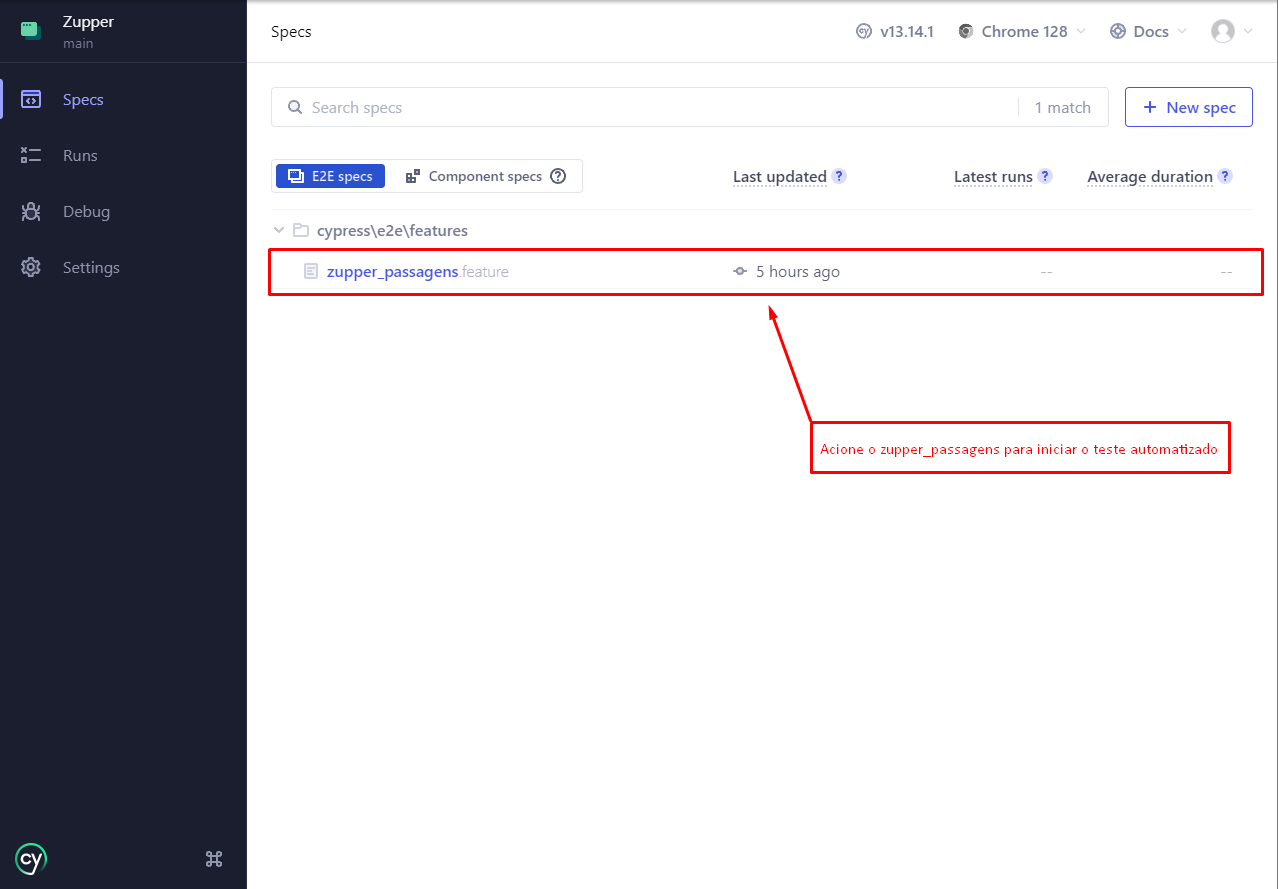 Zupper
main
Specs
Runs
Debug
Settings
cy
Specs
cy v13.14.1 Chrome 128 Docs
Search specs 1 match + New spec
E2E specs Component specs ? Last updated ? Latest runs ? Average duration ?
cypress\e2e\features
zupper_passagens.feature 5 hours ago -- --
Acione o zupper_passagens para iniciar o teste automatizado